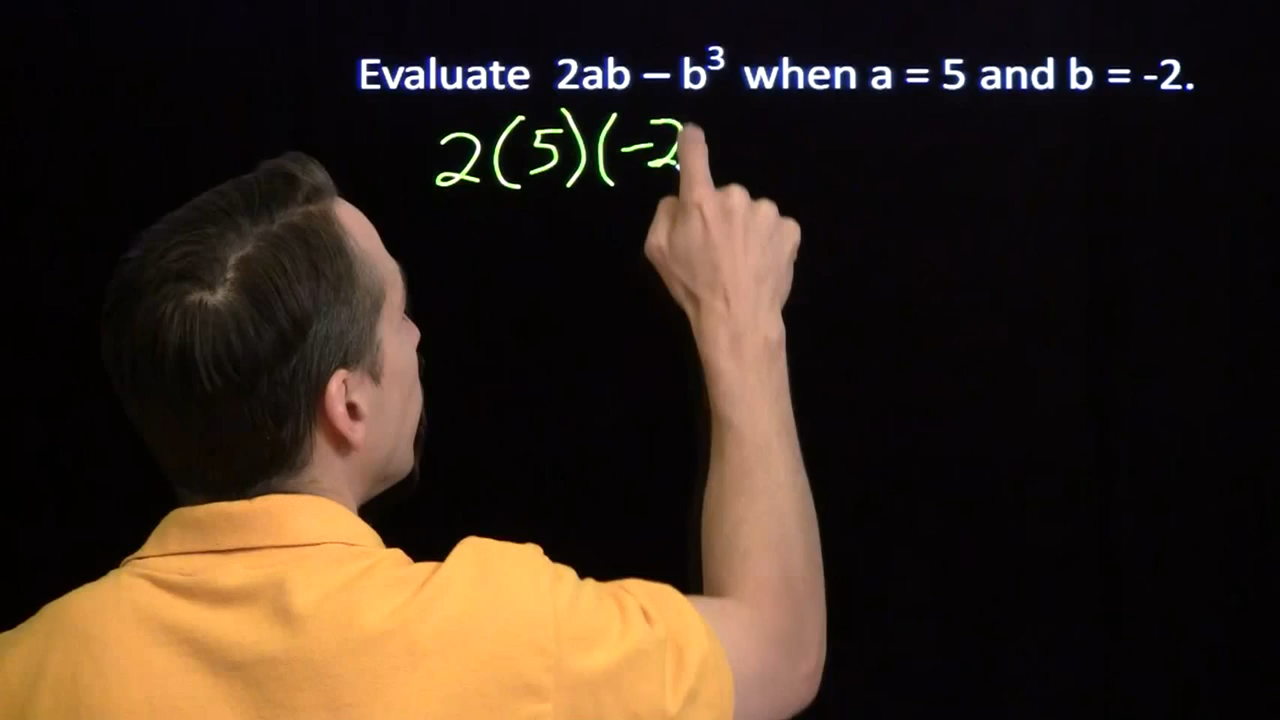 Evaluate 2ab – b³ when a = 5 and b = -2.
2(5)(-2